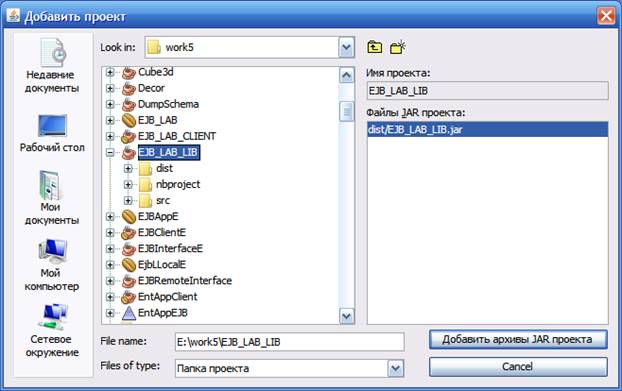 Добавить проект
Look in:
work5
Недавние
документы
Рабочий стол
Мои
документы
Мой
компьютер
Сетевое
окружение
Cube3d
Decor
DumpSchema
EJB_LAB
EJB_LAB_CLIENT
EJB_LAB_LIB
dist
nbproject
src
EJBAppE
EJBClientE
EJBInterfaceE
EjbLLocalE
EJBRemoteInterface
EntAppClient
EntAppEJB
Имя проекта:
EJB_LAB_LIB
Файлы JAR проекта:
dist/EJB_LAB_LIB.jar
File name:
E:\work5\EJB_LAB_LIB
Добавить архивы JAR проекта
Files of type:
Папка проекта
Cancel